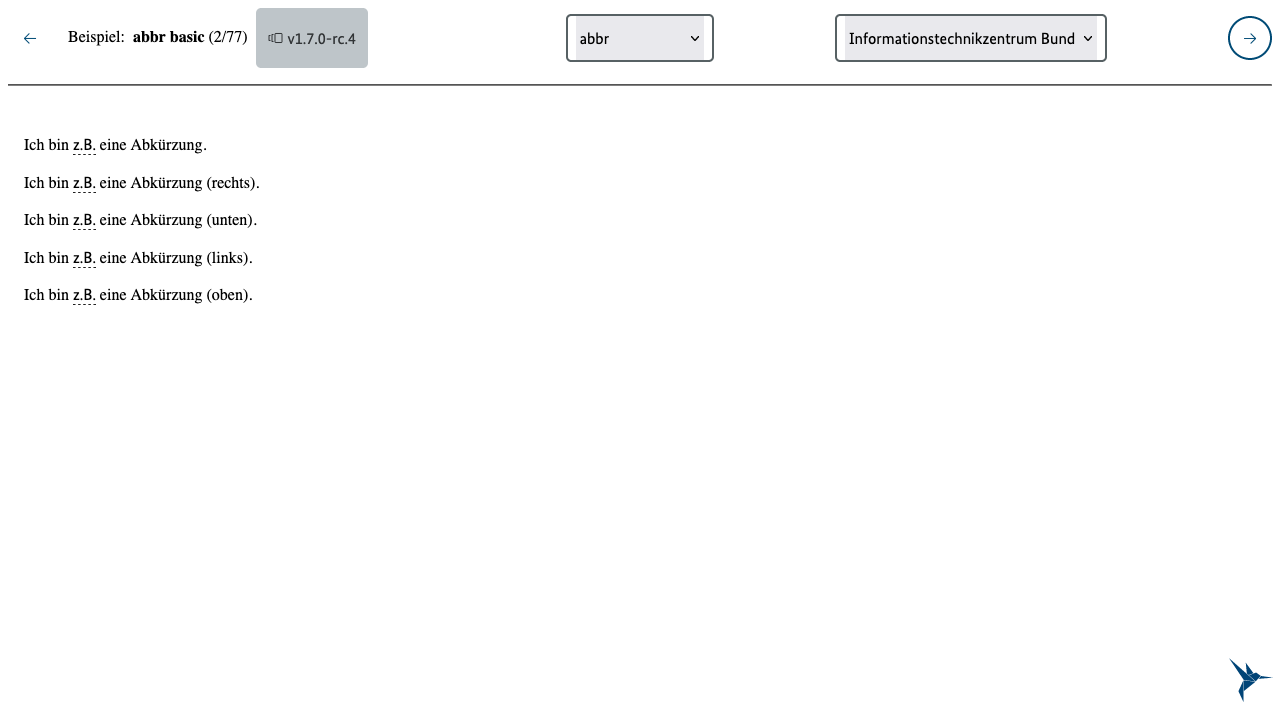 Beispiel: abbr basic (2/77) v1.7.0-rc.4 abbr Informationstechnikzentrum Bund
Ich bin z.B. eine Abkürzung.
Ich bin z.B. eine Abkürzung (rechts).
Ich bin z.B. eine Abkürzung (unten).
Ich bin z.B. eine Abkürzung (links).
Ich bin z.B. eine Abkürzung (oben).